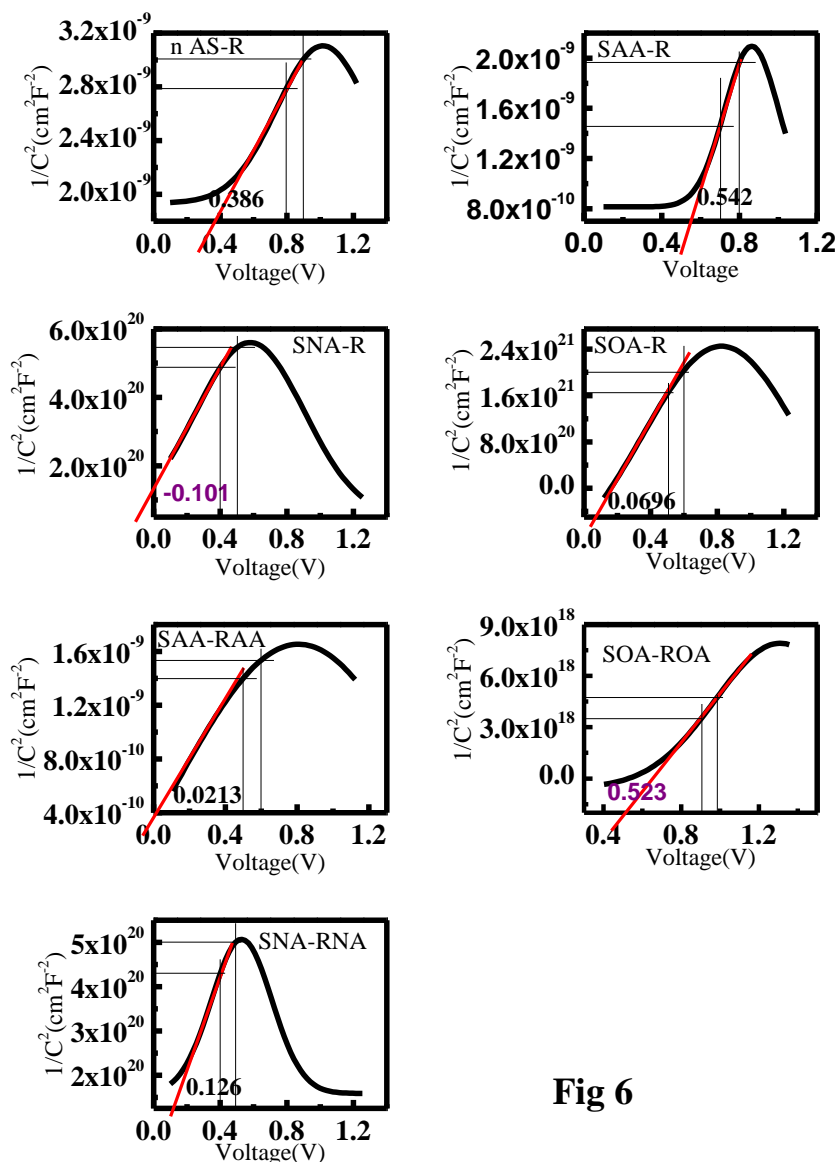 n AS-R
1/C²(cm²F⁻²)
3.2x10⁻⁹
2.8x10⁻⁹
2.4x10⁻⁹
2.0x10⁻⁹
0.386
0.0 0.4 0.8 1.2
Voltage(V)
SAA-R
1/C²(cm²F⁻²)
2.0x10⁻⁹
1.6x10⁻⁹
1.2x10⁻⁹
8.0x10⁻¹⁰
0.542
0.0 0.4 0.8 1.2
Voltage
SNA-R
1/C²(cm²F⁻²)
6.0x10²⁰
4.0x10²⁰
2.0x10²⁰
-0.101
0.0 0.4 0.8 1.2
Voltage(V)
SOA-R
1/C²(cm²F⁻²)
2.4x10²¹
1.6x10²¹
8.0x10²⁰
0.0
0.0696
0.0 0.4 0.8 1.2
Voltage(V)
SAA-RAA
1/C²(cm²F⁻²)
1.6x10⁻⁹
1.2x10⁻⁹
8.0x10⁻¹⁰
4.0x10⁻¹⁰
0.0213
0.0 0.4 0.8 1.2
Voltage(V)
SOA-ROA
1/C²(cm²F⁻²)
9.0x10¹⁸
6.0x10¹⁸
3.0x10¹⁸
0.0
0.523
0.4 0.8 1.2
Voltage(V)
SNA-RNA
1/C²(cm²F⁻²)
5x10²⁰
4x10²⁰
3x10²⁰
2x10²⁰
0.126
0.0 0.4 0.8 1.2
Voltage(V)
Fig 6